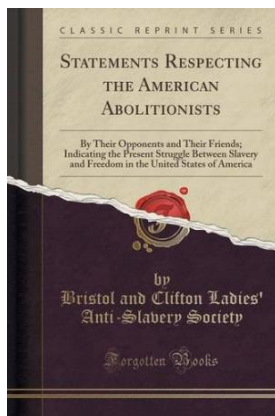 CLASSIC REPRINT SERIES
STATEMENTS RESPECTING
THE AMERICAN
ABOLITIONISTS
By Their Opponents and Their Friends;
Indicating the Present Struggle Between Slavery
and Freedom in the United States of America
by
Bristol and Clifton Ladies'
Anti-Slavery Society
Forgotten Books